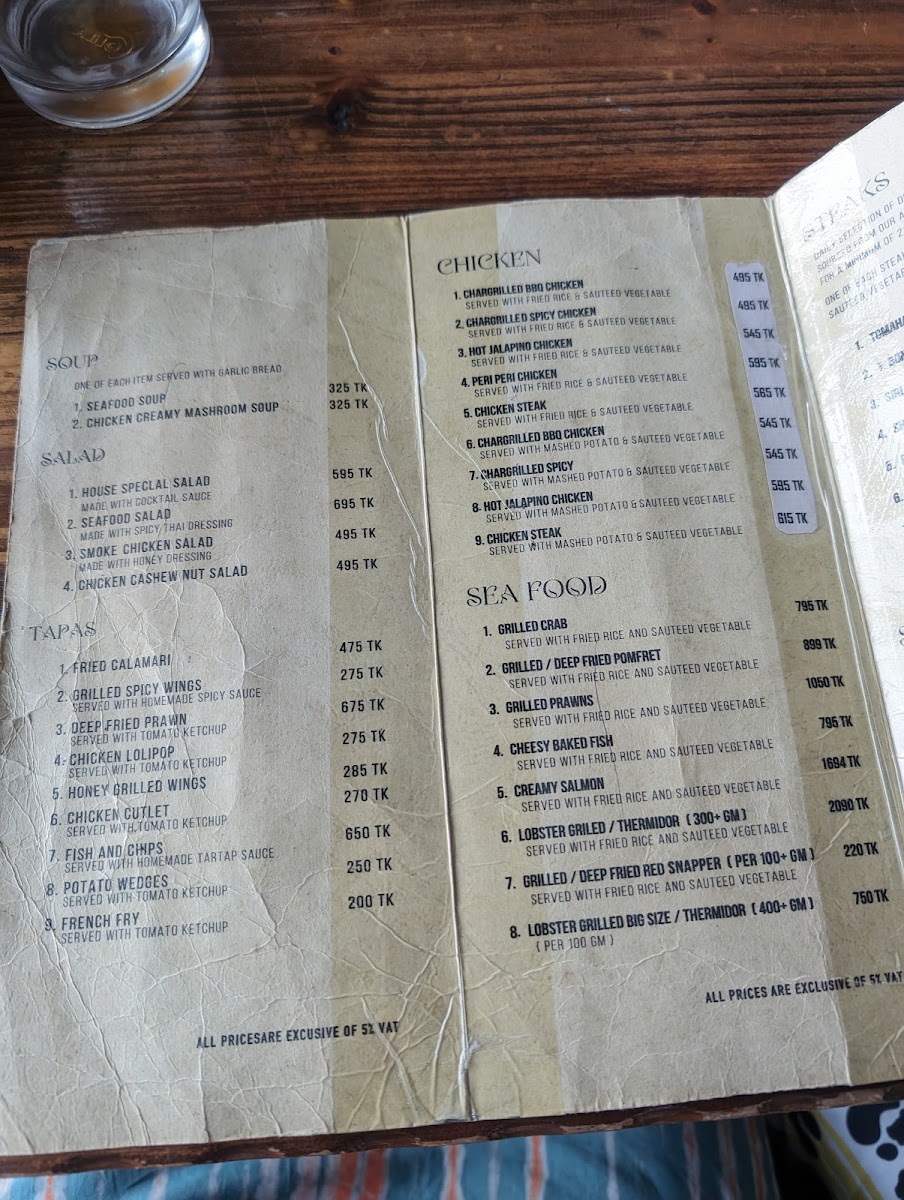 SOUP
ONE OF EACH ITEM SERVED WITH GARLIC BREAD
1. SEAFOOD SOUP 325 TK
2. CHICKEN CREAMY MASHROOM SOUP 325 TK
SALAD
1. HOUSE SPECLAL SALAD 595 TK
MADE WITH COCKTAIL SAUCE
2. SEAFOOD SALAD 695 TK
MADE WITH SPICY THAI DRESSING
3. SMOKE CHICKEN SALAD 495 TK
MADE WITH HONEY DRESSING
4. CHICKEN CASHEW NUT SALAD 495 TK
TAPAS
1. FRIED CALAMARI 475 TK
2. GRILLED SPICY WINGS 275 TK
SERVED WITH HOMEMADE SPICY SAUCE
3. DEEP FRIED PRAWN 675 TK
SERVED WITH TOMATO KETCHUP
4. CHICKEN LOLIPOP 275 TK
SERVED WITH TOMATO KETCHUP
5. HONEY GRILLED WINGS 285 TK
6. CHICKEN CUTLET 270 TK
SERVED WITH TOMATO KETCHUP
7. FISH AND CHPS 650 TK
SERVED WITH HOMEMADE TARTAP SAUCE
8. POTATO WEDGES 250 TK
SERVED WITH TOMATO KETCHUP
9. FRENCH FRY 200 TK
SERVED WITH TOMATO KETCHUP
ALL PRICESARE EXCUSIVE OF 5% VAT
CHICKEN
1. CHARGRILLED BBQ CHICKEN 495 TK
SERVED WITH FRIED RICE & SAUTEED VEGETABLE
2. CHARGRILLED SPICY CHICKEN 495 TK
SERVED WITH FRIED RICE & SAUTEED VEGETABLE
3. HOT JALAPINO CHICKEN 545 TK
SERVED WITH FRIED RICE & SAUTEED VEGETABLE
4. PERI PERI CHICKEN 595 TK
SERVED WITH FRIED RICE & SAUTEED VEGETABLE
5. CHICKEN STEAK 565 TK
SERVED WITH FRIED RICE & SAUTEED VEGETABLE
6. CHARGRILLED BBQ CHICKEN 545 TK
SERVED WITH MASHED POTATO & SAUTEED VEGETABLE
7. CHARGRILLED SPICY 545 TK
SERVED WITH MASHED POTATO & SAUTEED VEGETABLE
8. HOT JALAPINO CHICKEN 595 TK
SERVED WITH MASHED POTATO & SAUTEED VEGETABLE
9. CHICKEN STEAK 615 TK
SERVED WITH MASHED POTATO & SAUTEED VEGETABLE
SEA FOOD
1. GRILLED CRAB 795 TK
SERVED WITH FRIED RICE AND SAUTEED VEGETABLE
2. GRILLED / DEEP FRIED POMFRET 899 TK
SERVED WITH FRIED RICE AND SAUTEED VEGETABLE
3. GRILLED PRAWNS 1050 TK
SERVED WITH FRIED RICE AND SAUTEED VEGETABLE
4. CHEESY BAKED FISH 795 TK
SERVED WITH FRIED RICE AND SAUTEED VEGETABLE
5. CREAMY SALMON 1694 TK
SERVED WITH FRIED RICE AND SAUTEED VEGETABLE
6. LOBSTER GRILED / THERMIDOR ( 300+ GM ) 2090 TK
SERVED WITH FRIED RICE AND SAUTEED VEGETABLE
7. GRILLED / DEEP FRIED RED SNAPPER ( PER 100+ GM ) 220 TK
SERVED WITH FRIED RICE AND SAUTEED VEGETABLE
8. LOBSTER GRILLED BIG SIZE / THERMIDOR ( 400+ GM ) 750 TK
( PER 100 GM )
ALL PRICES ARE EXCLUSIVE OF 5% VAT
STEAKS
DAILY SELECTION OF
SOURCED FROM OUR
FOR A MINIMUM OF
ONE OF EACH
SAUTEED
1.
2.
3.
4.
6.